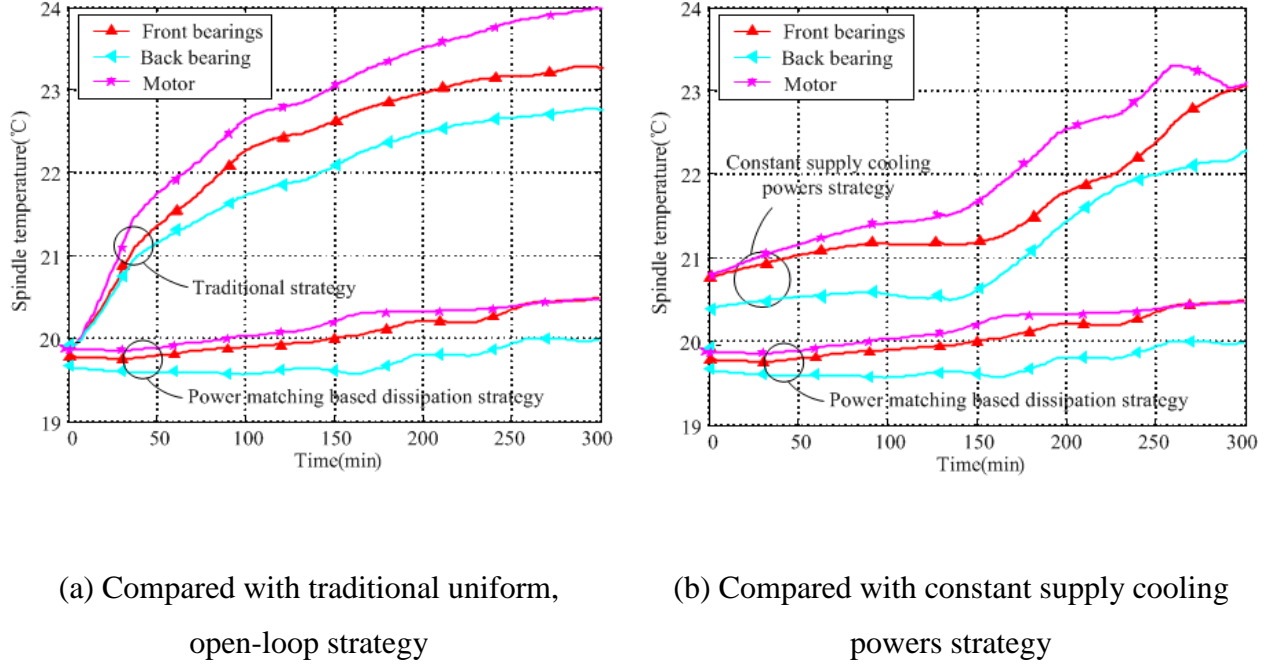 24
23
22
21
20
19
Spindle temperature(℃)
Front bearings
Back bearing
Motor
Traditional strategy
Power matching based dissipation strategy
0 50 100 150 200 250 300
Time(min)
24
23
22
21
20
19
Spindle temperature(℃)
Front bearings
Back bearing
Motor
Constant supply cooling
powers strategy
Power matching based dissipation strategy
0 50 100 150 200 250 300
Time(min)
(a) Compared with traditional uniform,
open-loop strategy
(b) Compared with constant supply cooling
powers strategy